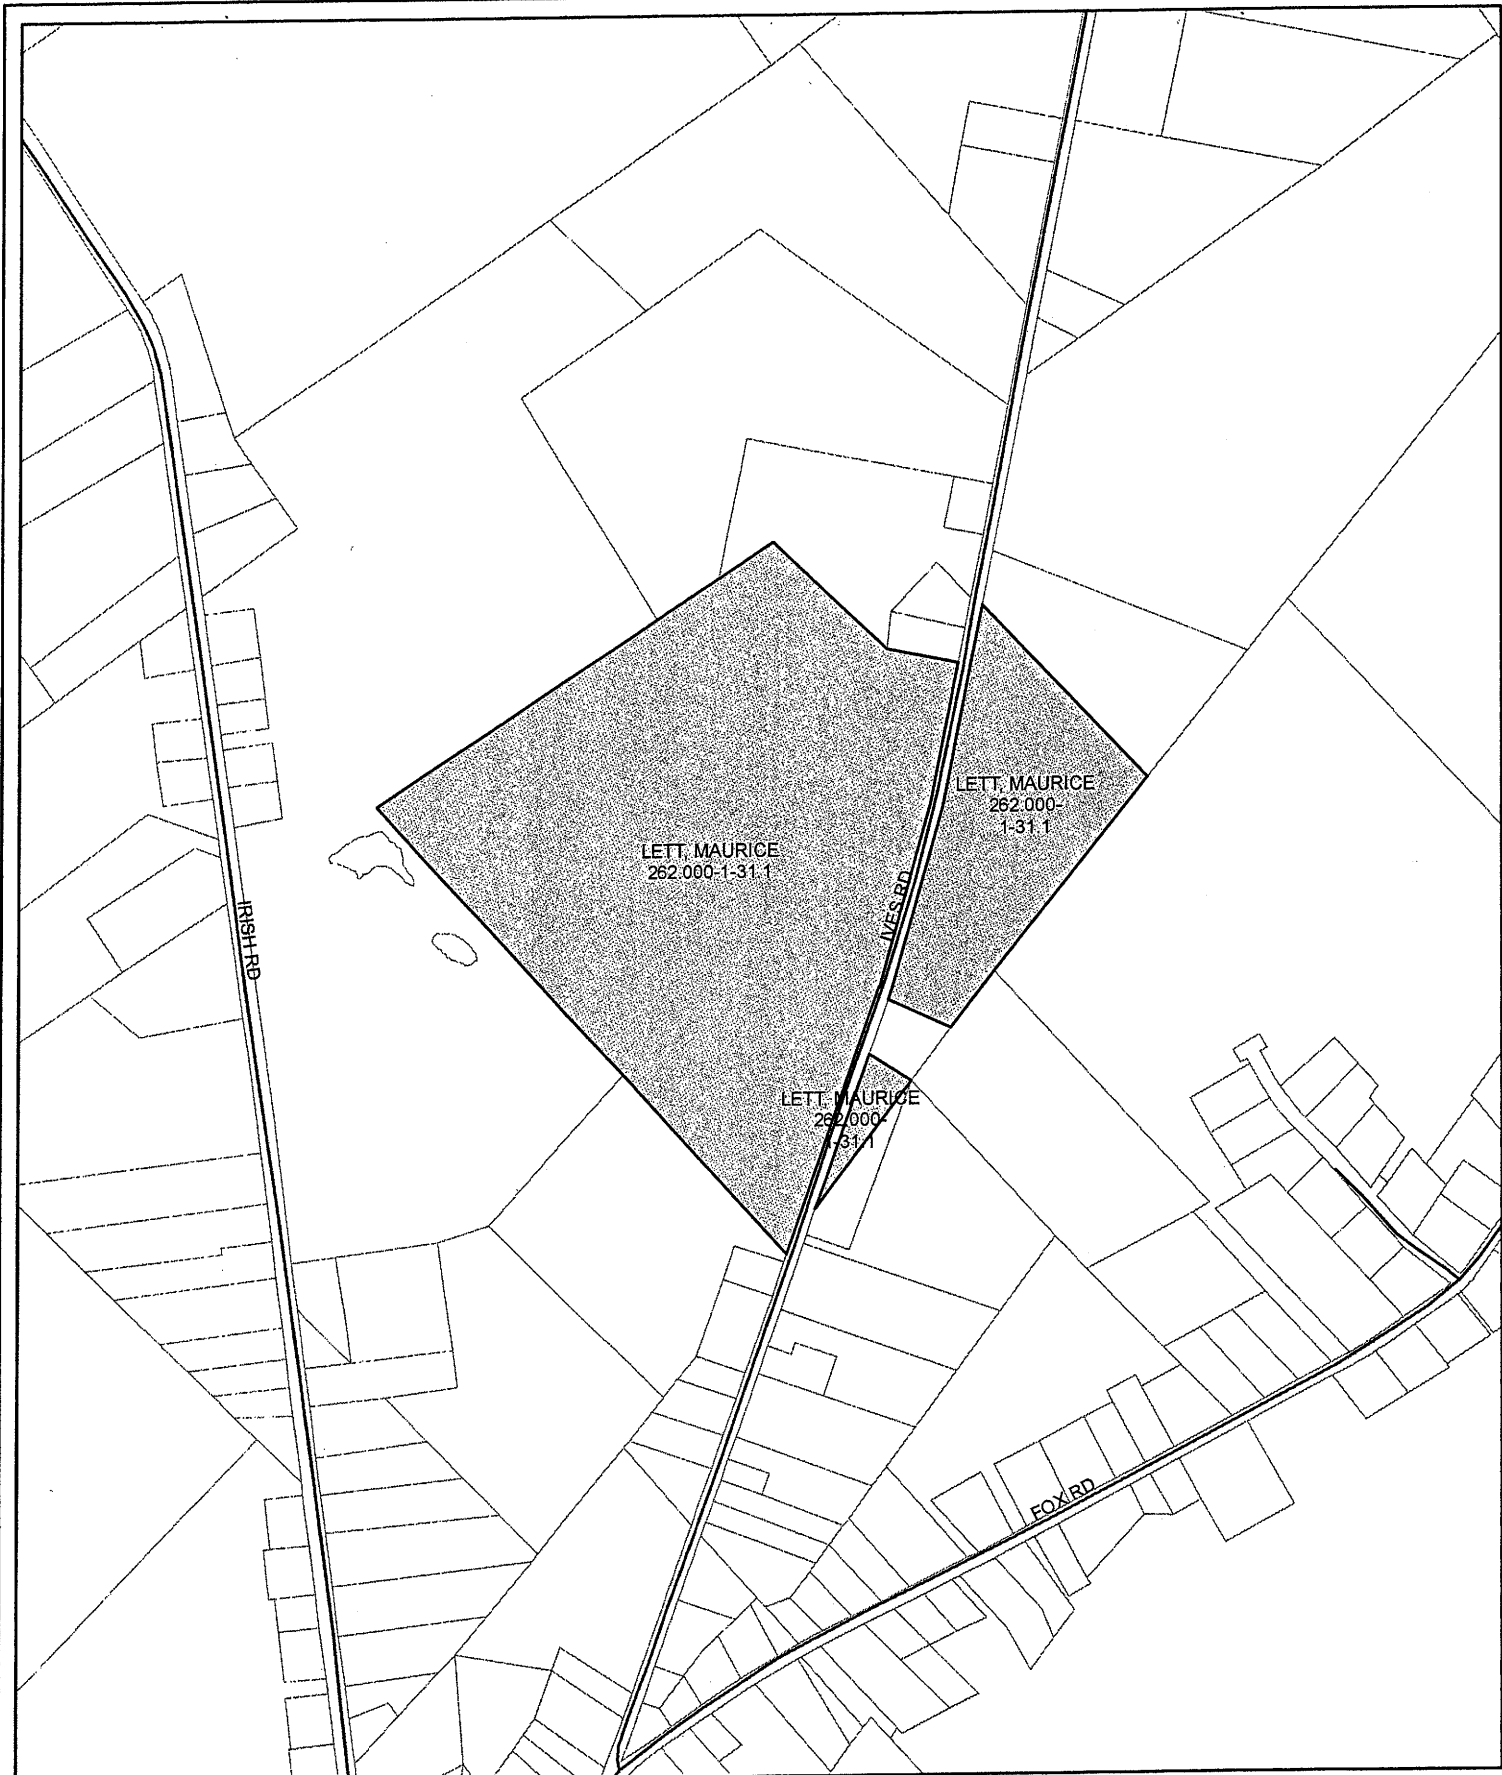 LETT, MAURICE
262.000-
1-31.1
LETT, MAURICE
262.000-1-31.1
IVES RD
IRISH RD
LETT, MAURICE
262.000-
1-31.1
FOX RD